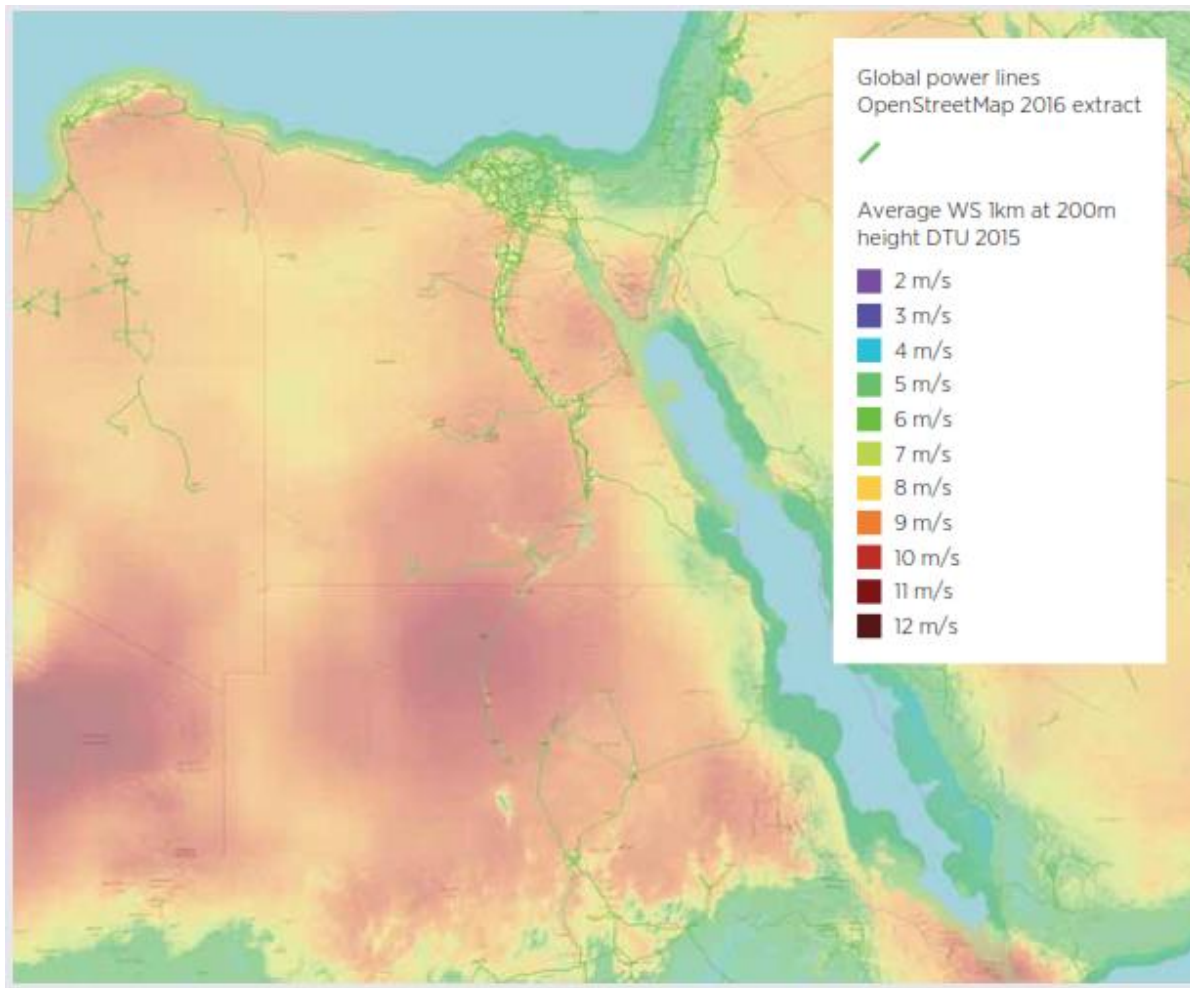 Global power lines
OpenStreetMap 2016 extract
Average WS 1km at 200m
height DTU 2015
2 m/s
3 m/s
4 m/s
5 m/s
6 m/s
7 m/s
8 m/s
9 m/s
10 m/s
11 m/s
12 m/s